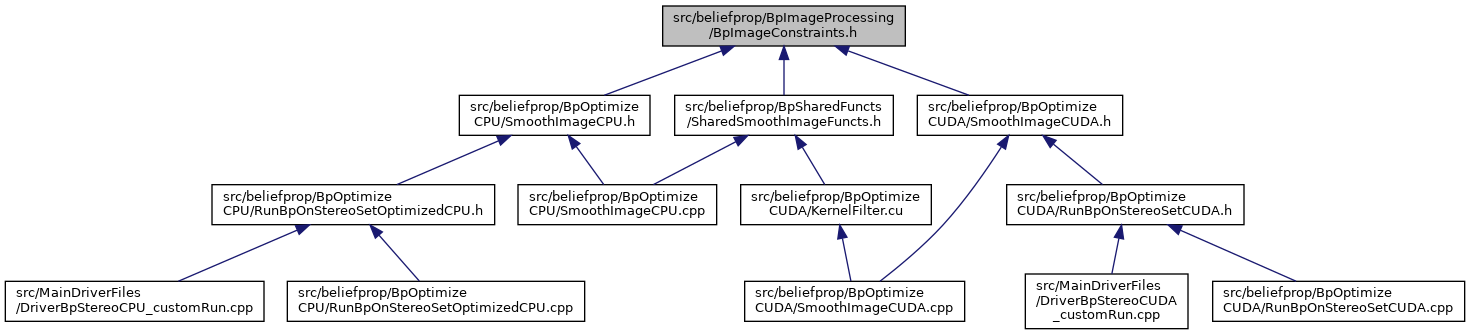 src/beliefprop/BpImageProcessing
/BpImageConstraints.h
src/beliefprop/BpOptimize
CPU/SmoothImageCPU.h
src/beliefprop/BpSharedFuncts
/SharedSmoothImageFuncts.h
src/beliefprop/BpOptimize
CUDA/SmoothImageCUDA.h
src/beliefprop/BpOptimize
CPU/RunBpOnStereoSetOptimizedCPU.h
src/beliefprop/BpOptimize
CPU/SmoothImageCPU.cpp
src/beliefprop/BpOptimize
CUDA/KernelFilter.cu
src/beliefprop/BpOptimize
CUDA/RunBpOnStereoSetCUDA.h
src/MainDriverFiles
/DriverBpStereoCPU_customRun.cpp
src/beliefprop/BpOptimize
CPU/RunBpOnStereoSetOptimizedCPU.cpp
src/beliefprop/BpOptimize
CUDA/SmoothImageCUDA.cpp
src/MainDriverFiles
/DriverBpStereoCUDA
_customRun.cpp
src/beliefprop/BpOptimize
CUDA/RunBpOnStereoSetCUDA.cpp